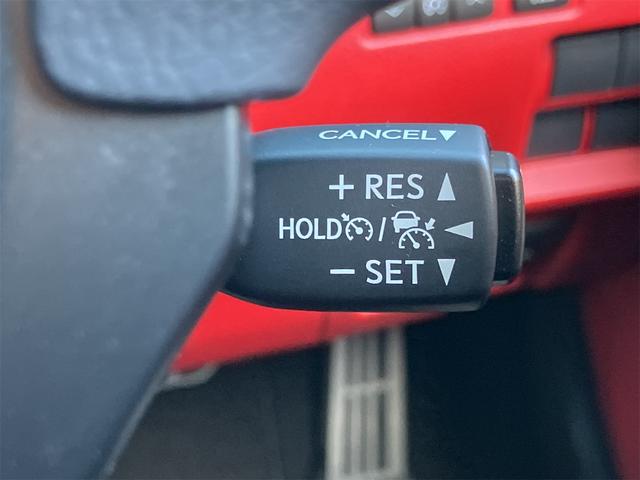 CANCEL▼
+ RES ▲
HOLD / ◀
− SET ▼